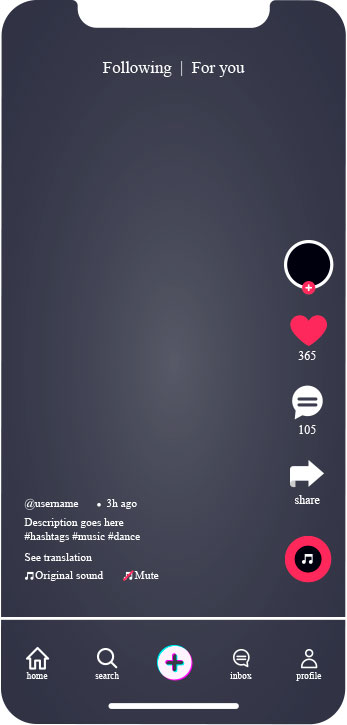 Following | For you
365
105
share
@username • 3h ago
Description goes here
#hashtags #music #dance
See translation
Original sound Mute
home search inbox profile